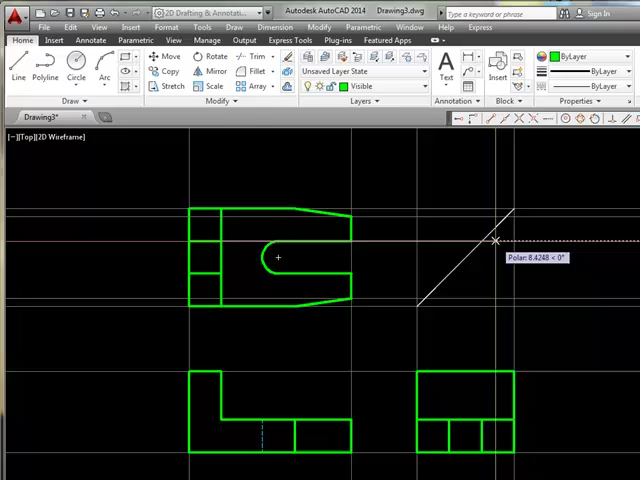 2D Drafting & Annotati...
Autodesk AutoCAD 2014 Drawing3.dwg
Type a keyword or phrase
Sign In
File Edit View Insert Format Tools Draw Dimension Modify Parametric Window Help Express
Home Insert Annotate Parametric View Manage Output Express Tools Plug-ins Featured Apps
Line Polyline Circle Arc
Move Rotate Trim
Copy Mirror Fillet
Stretch Scale Array
Unsaved Layer State
Visible
Text
Insert
ByLayer
ByLayer
ByLayer
Draw Modify Layers Annotation Block Properties
Drawing3*
[−][Top][2D Wireframe]
Polar: 8.4248 < 0°